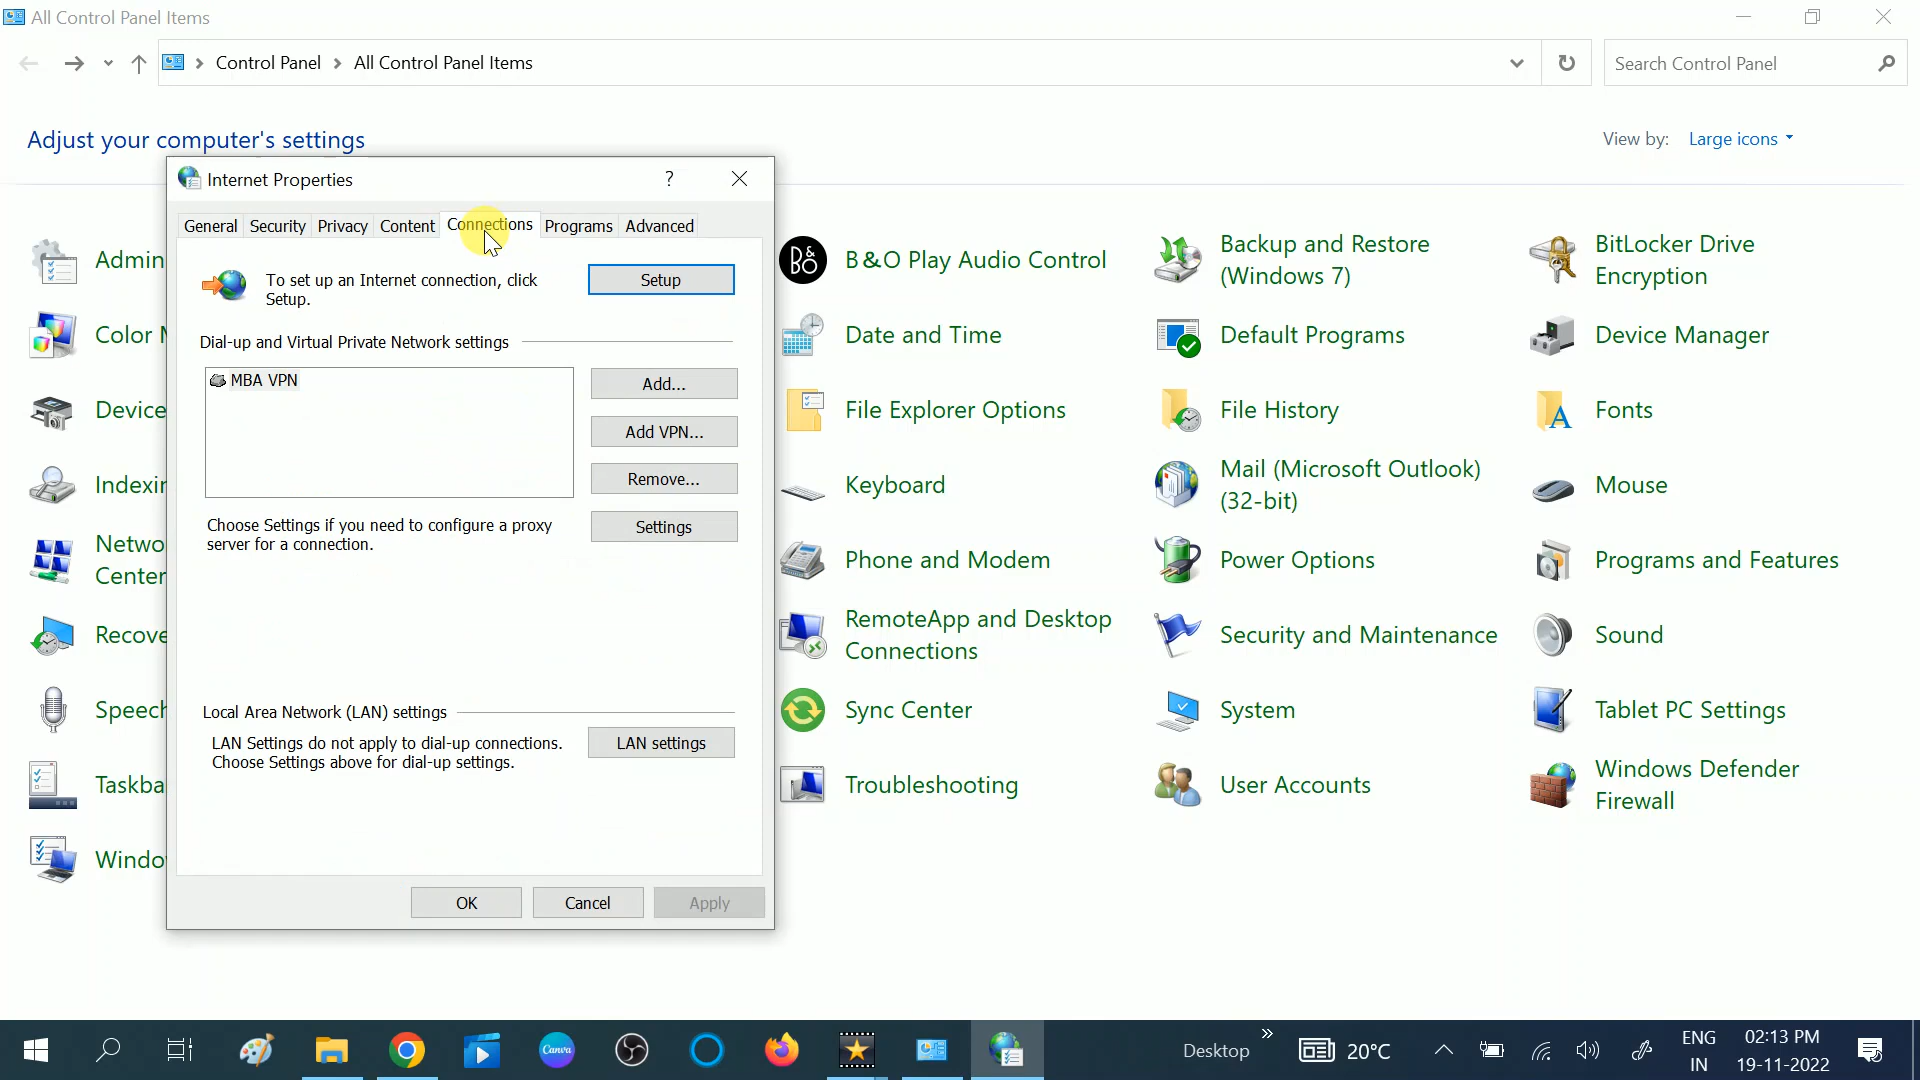 All Control Panel Items
Control Panel
All Control Panel Items
Search Control Panel
Adjust your computer's settings
View by:
Large icons
Internet Properties
?
General
Security
Privacy
Content
Connections
Programs
Advanced
To set up an Internet connection, click
Setup.
Setup
Dial-up and Virtual Private Network settings
MBA VPN
Add...
Add VPN...
Remove...
Choose Settings if you need to configure a proxy
server for a connection.
Settings
Local Area Network (LAN) settings
LAN Settings do not apply to dial-up connections.
Choose Settings above for dial-up settings.
LAN settings
OK
Cancel
Apply
Admin
B&O Play Audio Control
Backup and Restore
(Windows 7)
BitLocker Drive
Encryption
Color M
Date and Time
Default Programs
Device Manager
Device
File Explorer Options
File History
Fonts
Indexin
Keyboard
Mail (Microsoft Outlook)
(32-bit)
Mouse
Netwo
Center
Phone and Modem
Power Options
Programs and Features
Recove
RemoteApp and Desktop
Connections
Security and Maintenance
Sound
Speech
Sync Center
System
Tablet PC Settings
Taskba
Troubleshooting
User Accounts
Windows Defender
Firewall
Windo
Canva
Desktop
20°C
ENG
IN
02:13 PM
19-11-2022